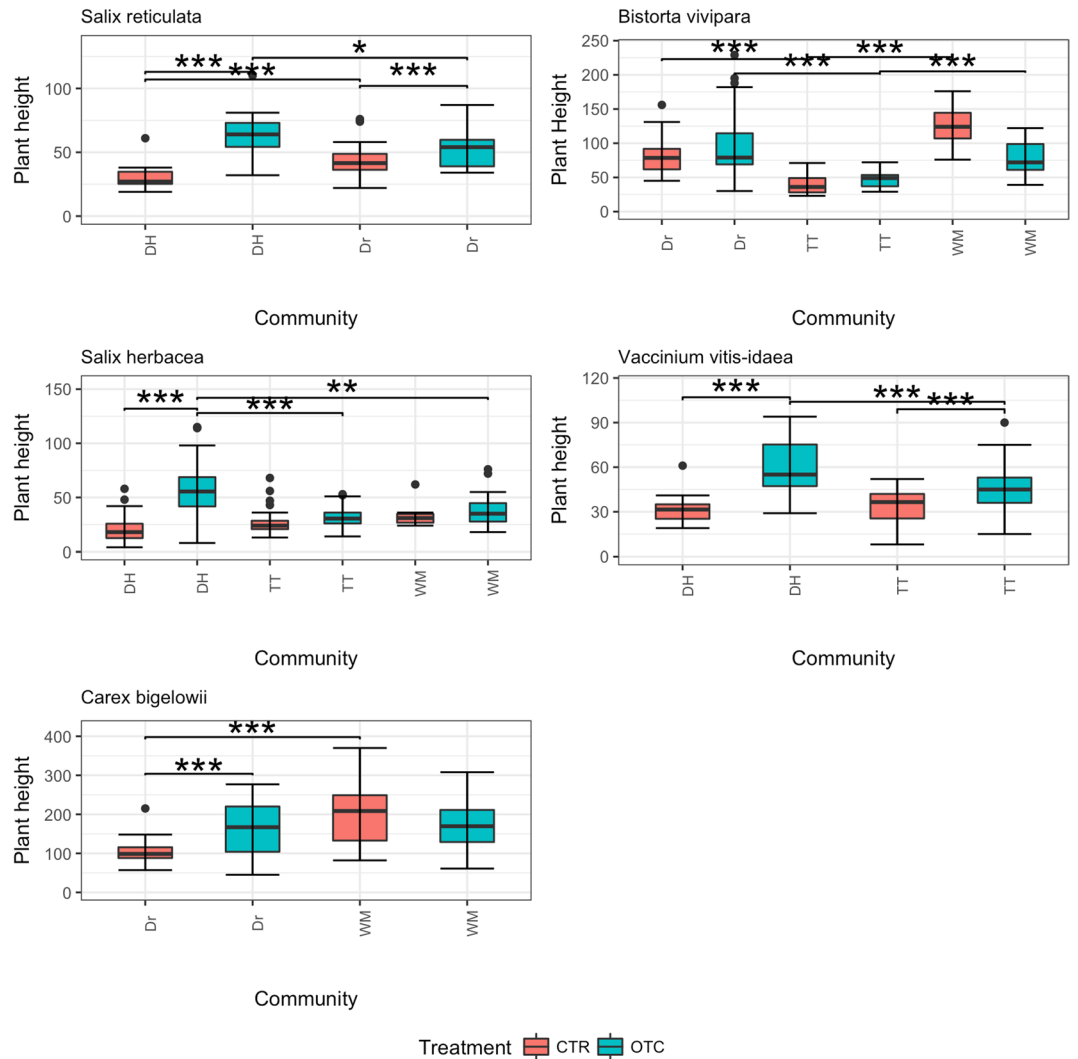 Salix reticulata
Plant height
100
50
0
***
*
***
***
DH
DH
Dr
Dr
Community
Bistorta vivipara
Plant Height
250
200
150
100
50
0
***
***
***
***
Dr
Dr
TT
TT
WM
WM
Community
Salix herbacea
Plant height
150
100
50
0
***
**
***
DH
DH
TT
TT
WM
WM
Community
Vaccinium vitis-idaea
Plant height
120
90
60
30
0
***
***
***
DH
DH
TT
TT
Community
Carex bigelowii
Plant height
400
300
200
100
0
***
***
Dr
Dr
WM
WM
Community
Treatment CTR OTC